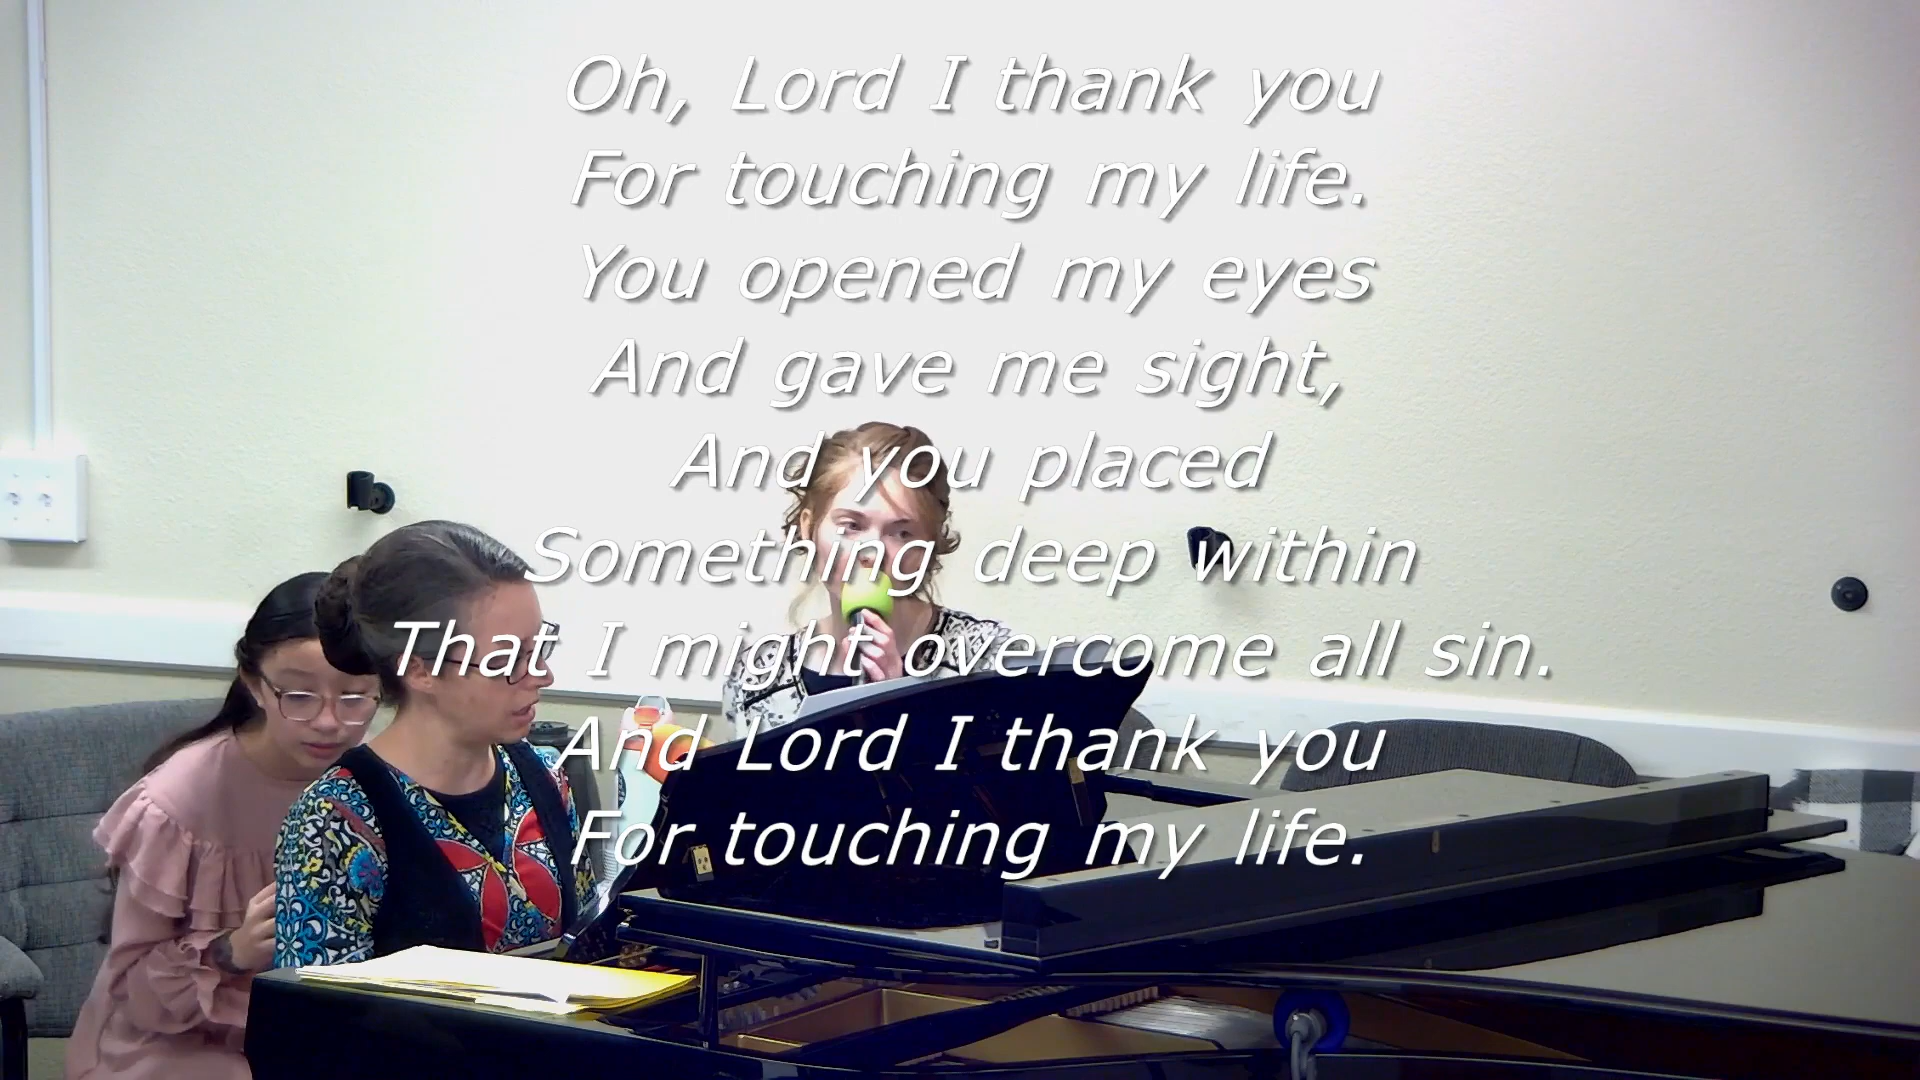 Oh, Lord I thank you
For touching my life.
You opened my eyes
And gave me sight,
And you placed
Something deep within
That I might overcome all sin.
And Lord I thank you
For touching my life.